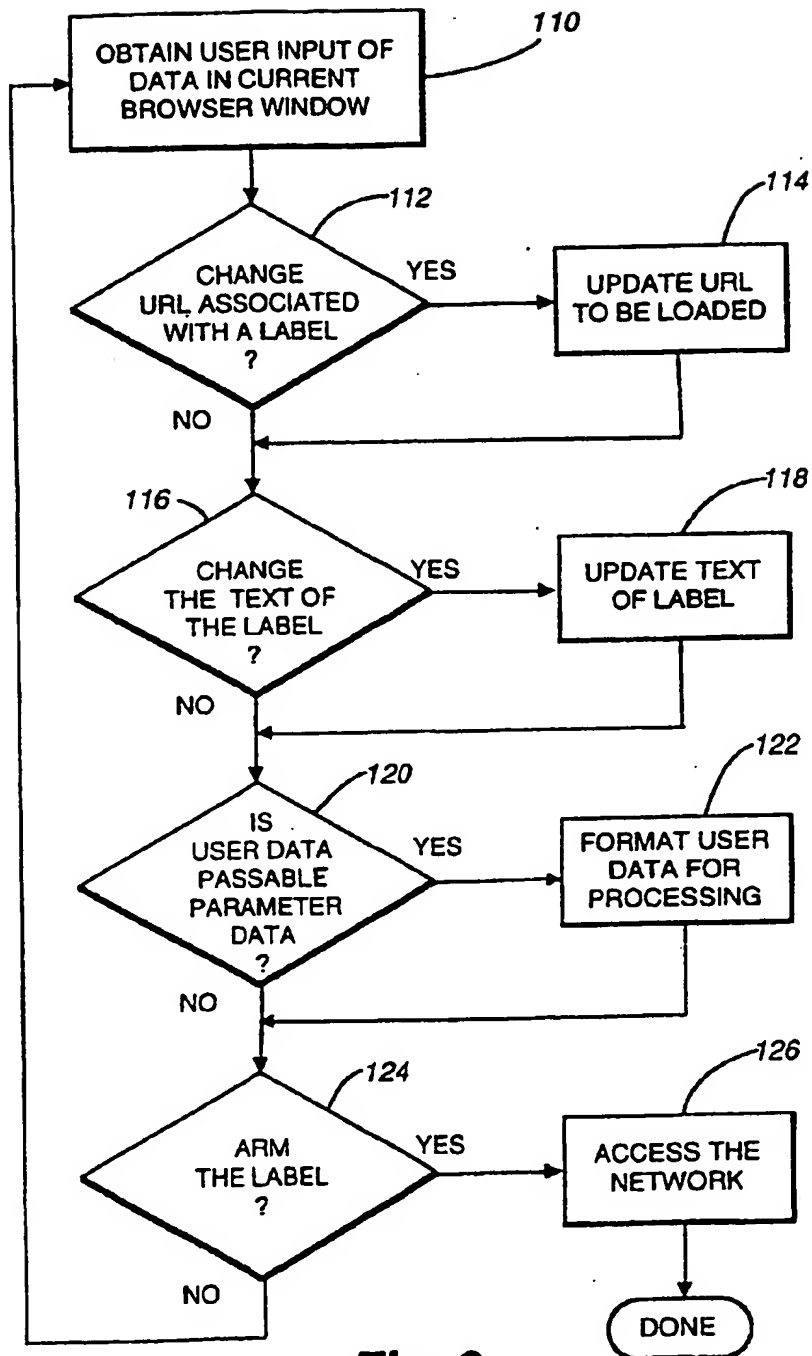 110
OBTAIN USER INPUT OF
DATA IN CURRENT
BROWSER WINDOW
112
CHANGE
URL ASSOCIATED
WITH A LABEL
?
YES
NO
114
UPDATE URL
TO BE LOADED
116
CHANGE
THE TEXT OF
THE LABEL
?
YES
NO
118
UPDATE TEXT
OF LABEL
120
IS
USER DATA
PASSABLE
PARAMETER
DATA
?
YES
NO
122
FORMAT USER
DATA FOR
PROCESSING
124
ARM
THE LABEL
?
YES
NO
126
ACCESS THE
NETWORK
DONE